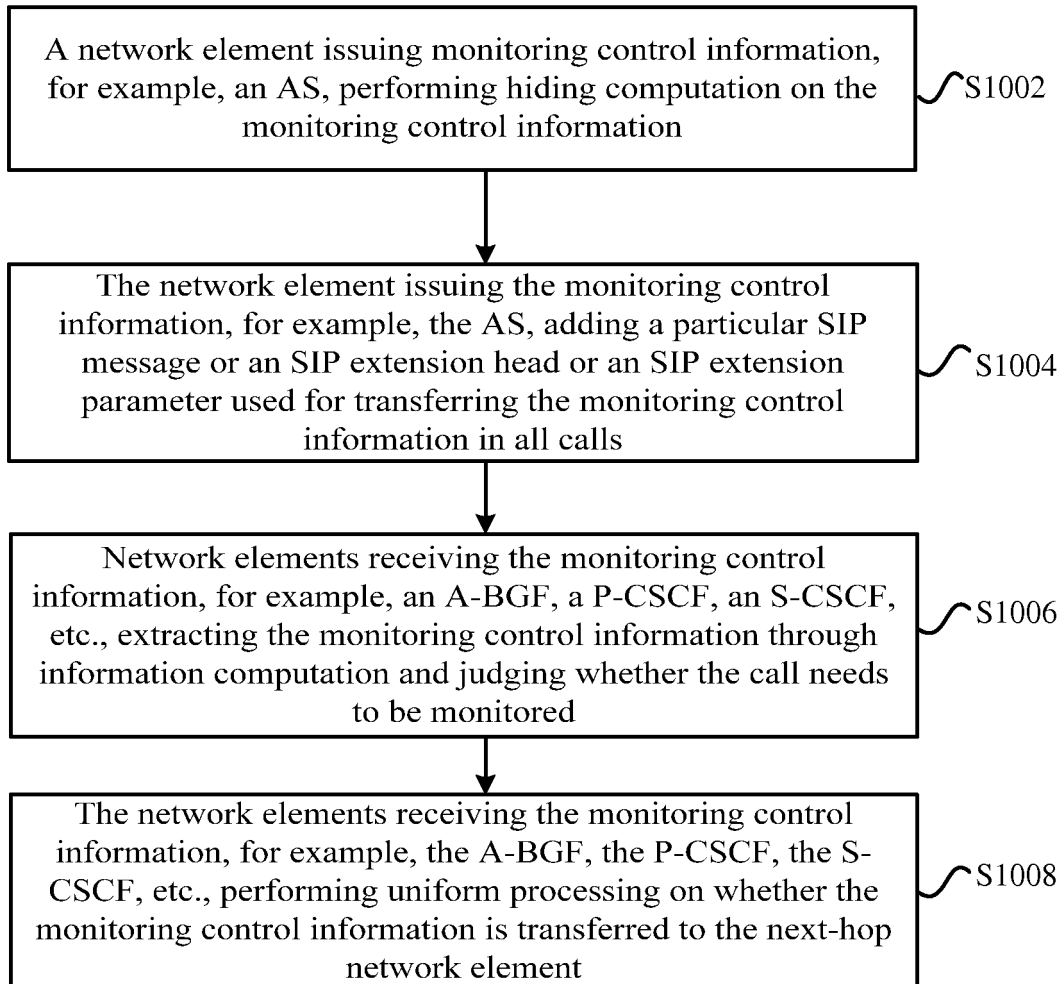 A network element issuing monitoring control information,
for example, an AS, performing hiding computation on the
monitoring control information
S1002
The network element issuing the monitoring control
information, for example, the AS, adding a particular SIP
message or an SIP extension head or an SIP extension
parameter used for transferring the monitoring control
information in all calls
S1004
Network elements receiving the monitoring control
information, for example, an A-BGF, a P-CSCF, an S-CSCF,
etc., extracting the monitoring control information through
information computation and judging whether the call needs
to be monitored
S1006
The network elements receiving the monitoring control
information, for example, the A-BGF, the P-CSCF, the S-
CSCF, etc., performing uniform processing on whether the
monitoring control information is transferred to the next-hop
network element
S1008